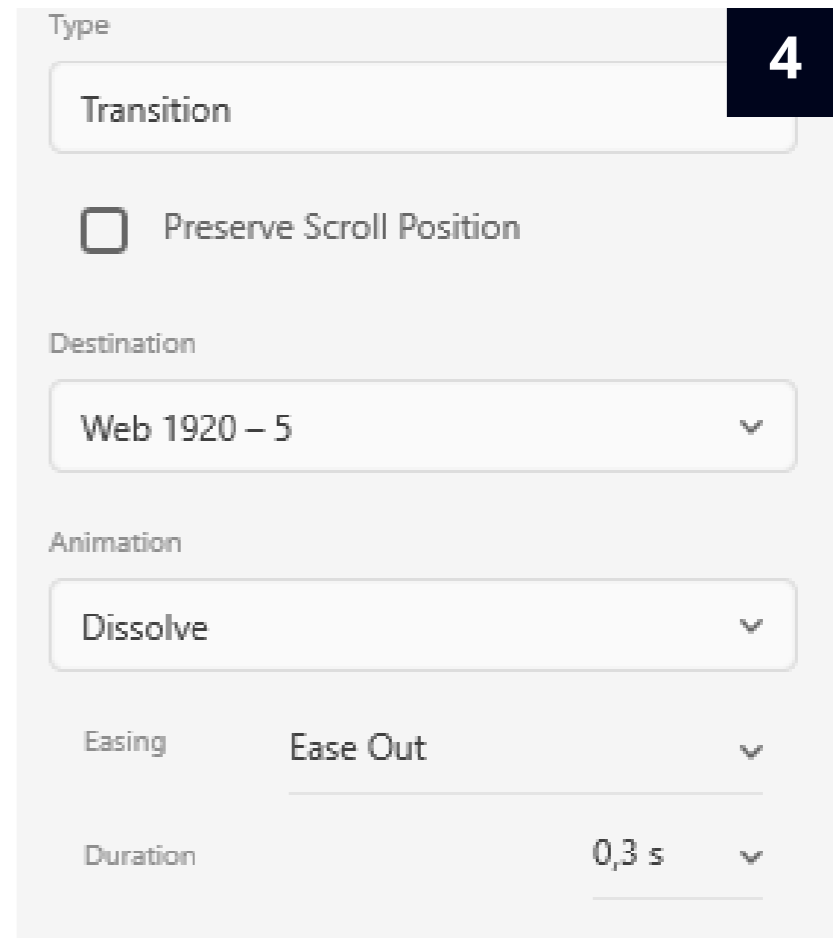 Type
4
Transition
Preserve Scroll Position
Destination
Web 1920 – 5
Animation
Dissolve
Easing Ease Out
Duration 0,3 s